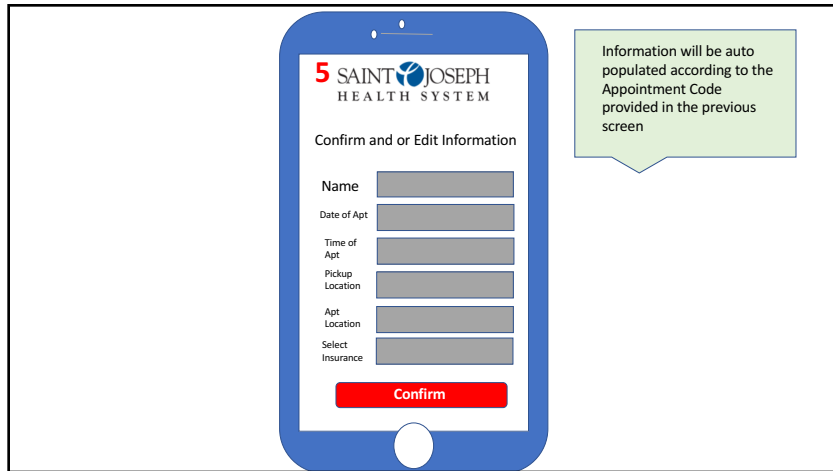 5 SAINT JOSEPH
HEALTH SYSTEM
Confirm and or Edit Information
Name
Date of Apt
Time of
Apt
Pickup
Location
Apt
Location
Select
Insurance
Confirm
Information will be auto
populated according to the
Appointment Code
provided in the previous
screen